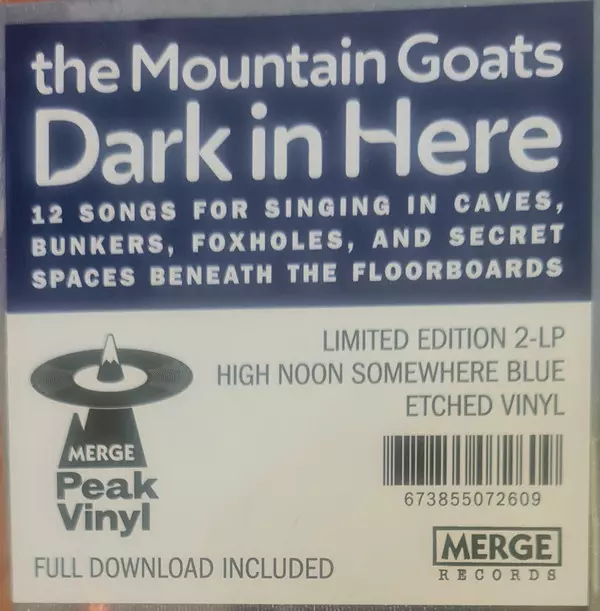 the Mountain Goats
Dark in Here
12 SONGS FOR SINGING IN CAVES,
BUNKERS, FOXHOLES, AND SECRET
SPACES BENEATH THE FLOORBOARDS
LIMITED EDITION 2-LP
HIGH NOON SOMEWHERE BLUE
ETCHED VINYL
MERGE
Peak
Vinyl
673855072609
FULL DOWNLOAD INCLUDED
MERGE
RECORDS